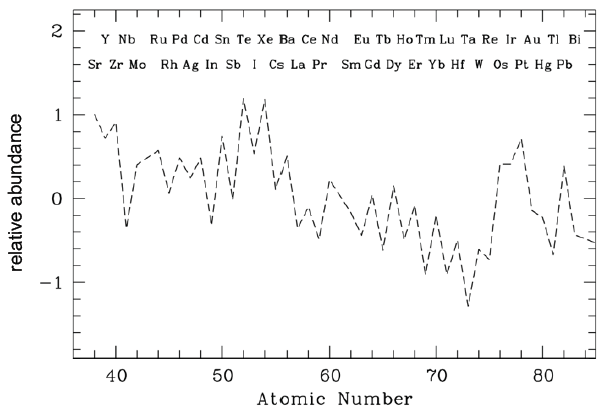 2
Y Nb Ru Pd Cd Sn Te Xe Ba Ce Nd Eu Tb Ho Tm Lu Ta Re Ir Au Tl Bi
Sr Zr Mo Rh Ag In Sb I Cs La Pr Sm Gd Dy Er Yb Hf W Os Pt Hg Pb
1
0
−1
relative abundance
40 50 60 70 80
Atomic Number